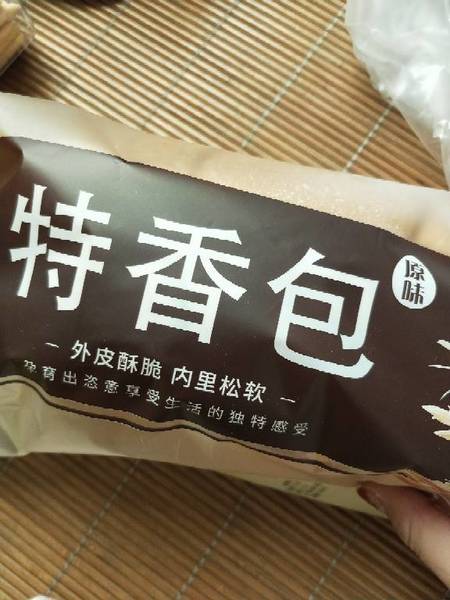 特香包
原味
- 外皮酥脆 内里松软 -
孕育出恣意享受生活的独特感受